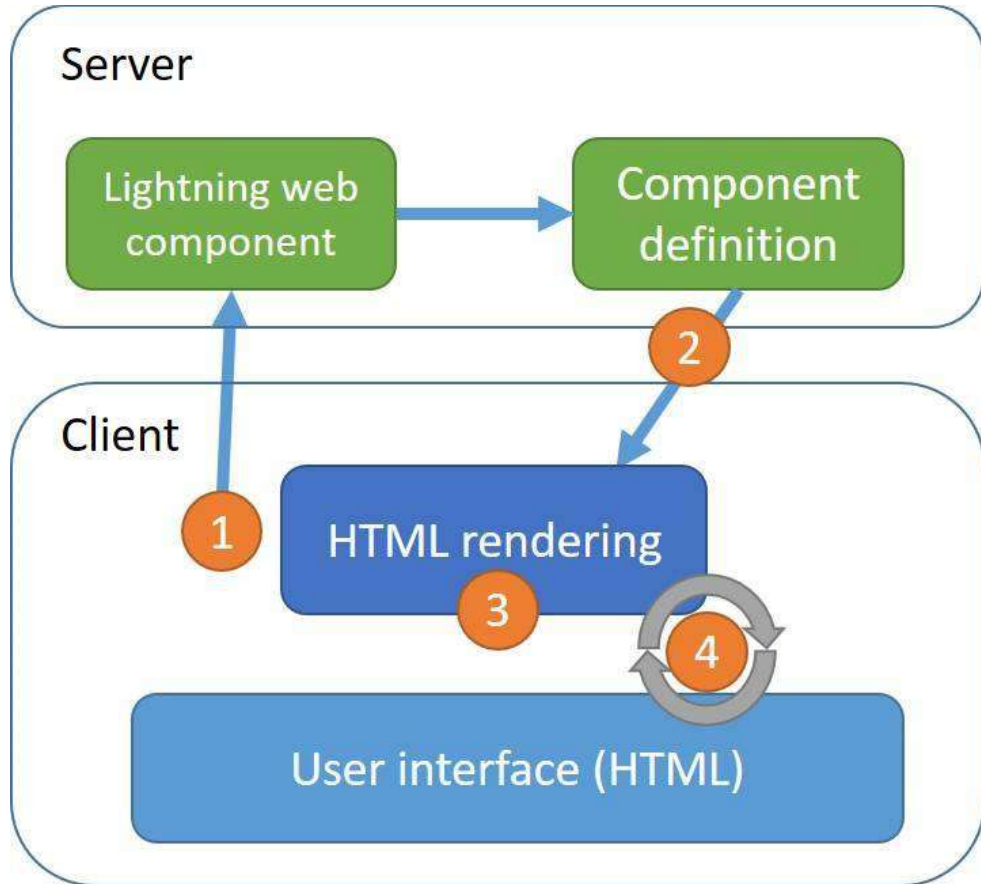 Server
Lightning web
component
Component
definition
2
Client
1
HTML rendering
3
4
User interface (HTML)